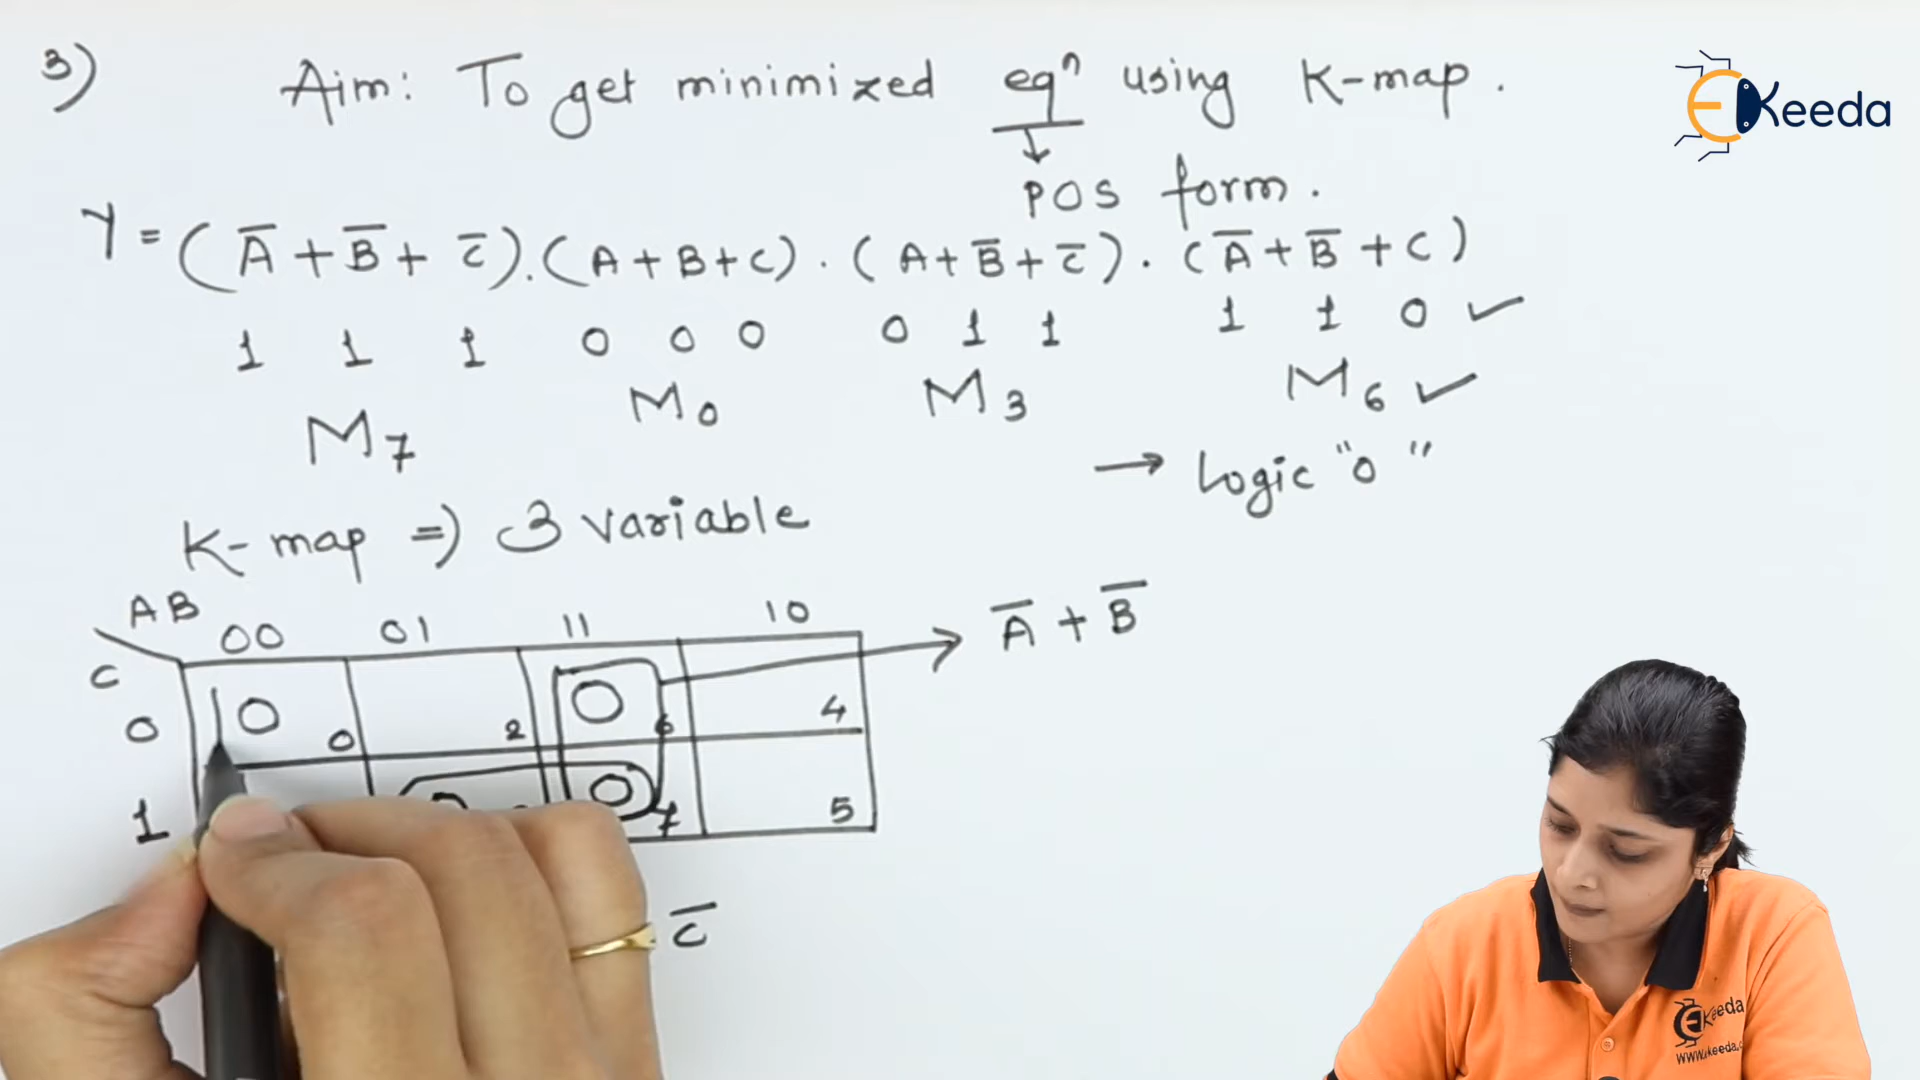 3) Aim: To get minimized eqⁿ using K-map.
EKeeda
POS form.
Y = (A̅ + B̅ + C̅).(A + B + C) . (A + B̅ + C̅) . (A̅ + B̅ + C)
1 1 1 0 0 0 0 1 1 1 1 0 ✓
M7 M0 M3 M6 ✓
→ Logic "0"
K-map => 3 variable
AB 00 01 11 10
→ A̅ + B̅
C
0 0 0 2 0 6 4
1 0 7 5
C̅
EKeeda